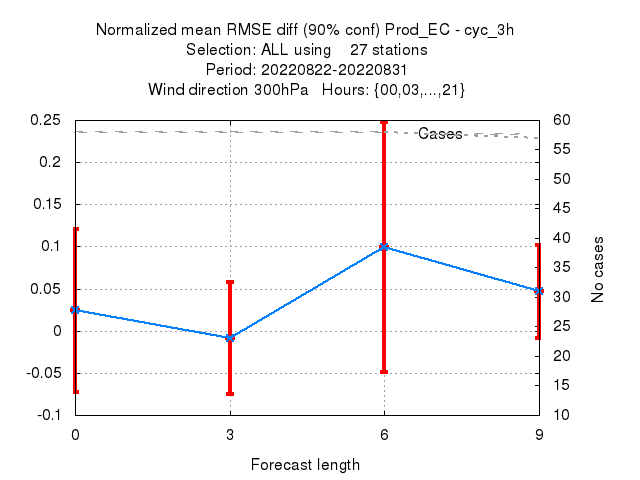 Normalized mean RMSE diff (90% conf) Prod_EC - cyc_3h
Selection: ALL using    27 stations
Period: 20220822-20220831
Wind direction 300hPa   Hours: {00,03,...,21}
0.25
0.2
0.15
0.1
0.05
0
-0.05
-0.1
Cases
60
55
50
45
40
35
30
25
20
15
10
No cases
0 3 6 9
Forecast length